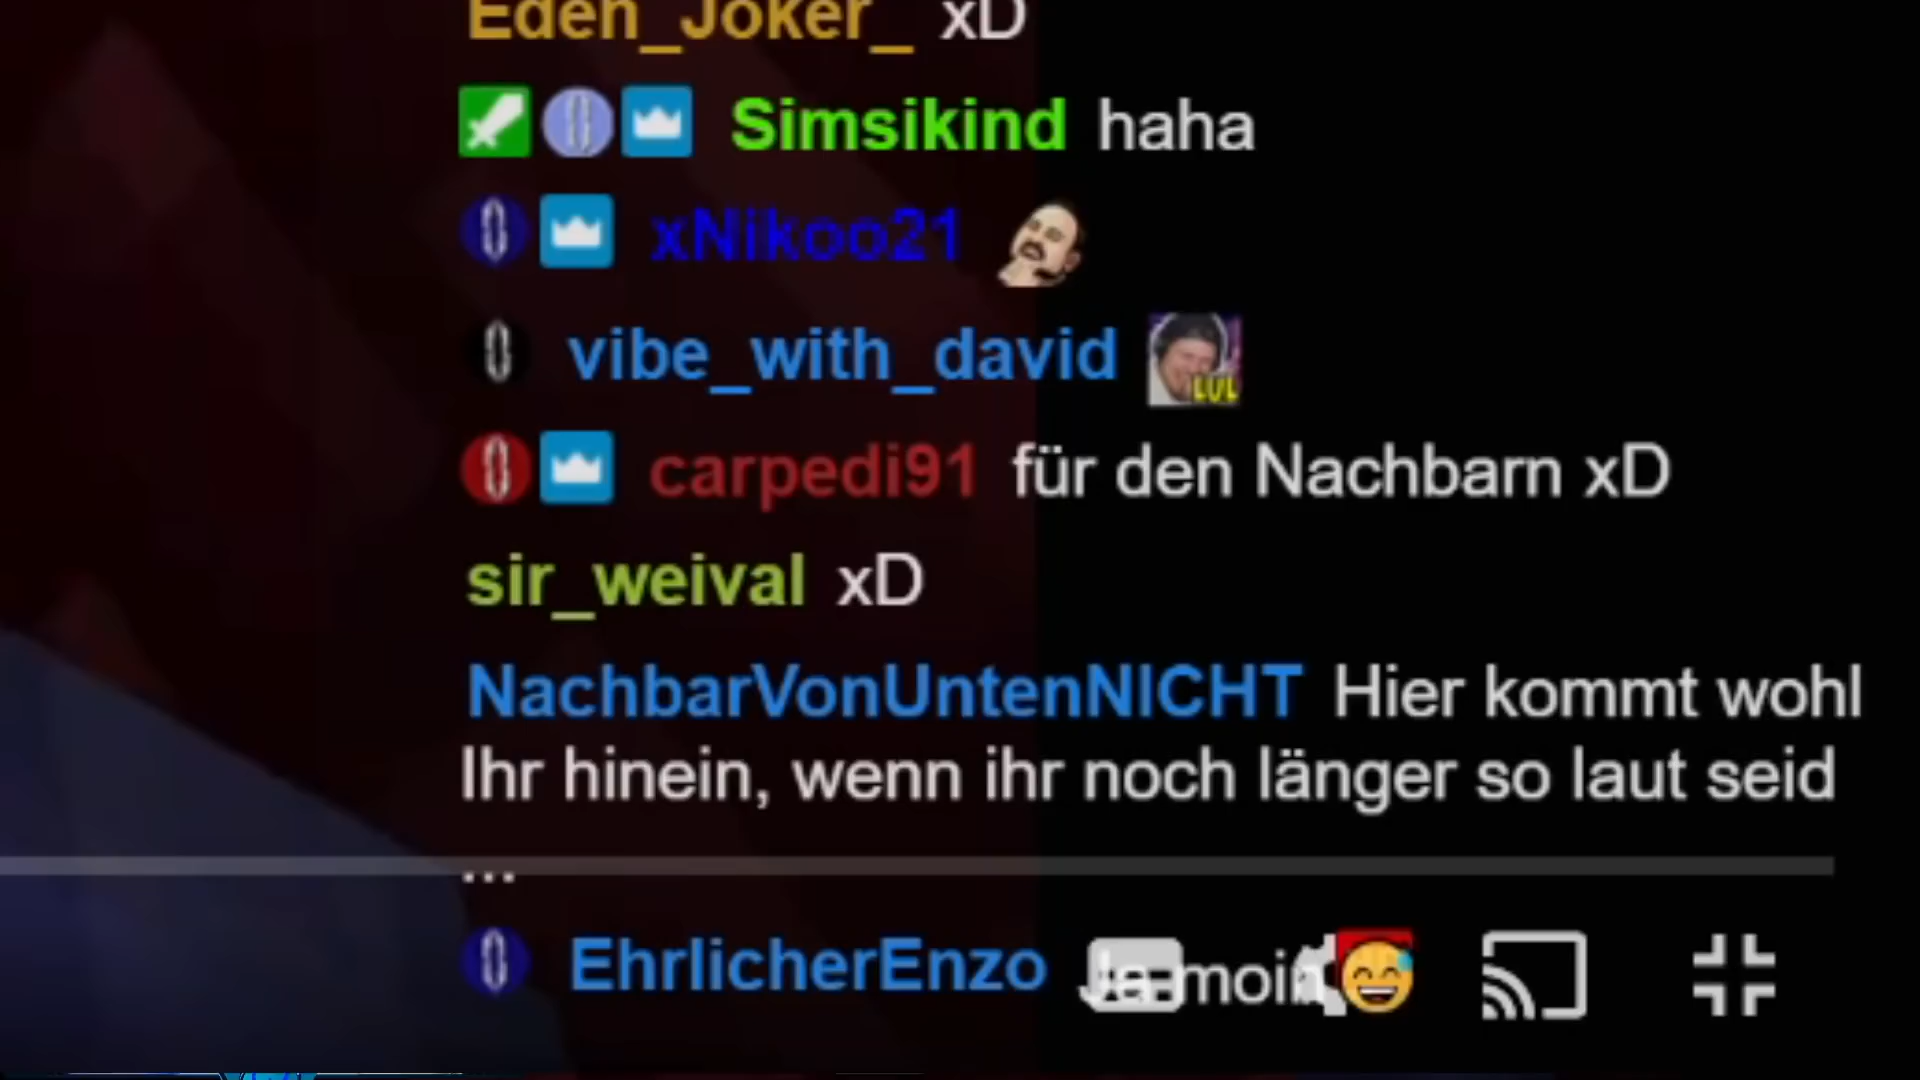 Eden_Joker_ xD
Simsikind haha
xNikoo21
vibe_with_david LUL
carpedi91 für den Nachbarn xD
sir_weival xD
NachbarVonUntenNICHT Hier kommt wohl
Ihr hinein, wenn ihr noch länger so laut seid
...
EhrlicherEnzo Ja moin